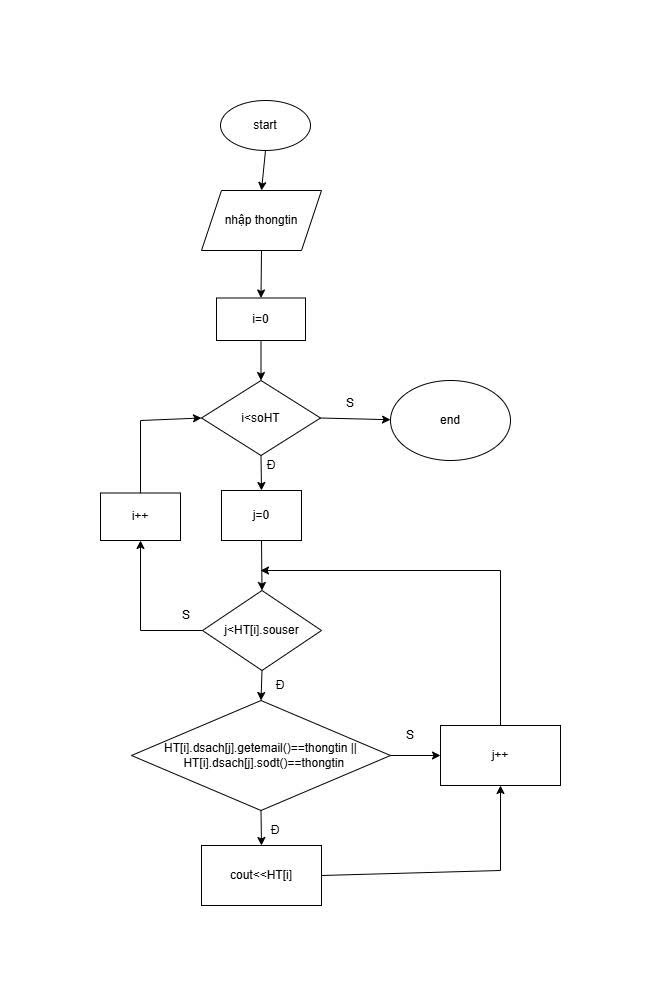 start
nhập thongtin
i=0
i<soHT
S
end
Đ
i++
j=0
S
j<HT[i].souser
Đ
HT[i].dsach[j].getemail()==thongtin ||
HT[i].dsach[j].sodt()==thongtin
S
j++
Đ
cout<<HT[i]